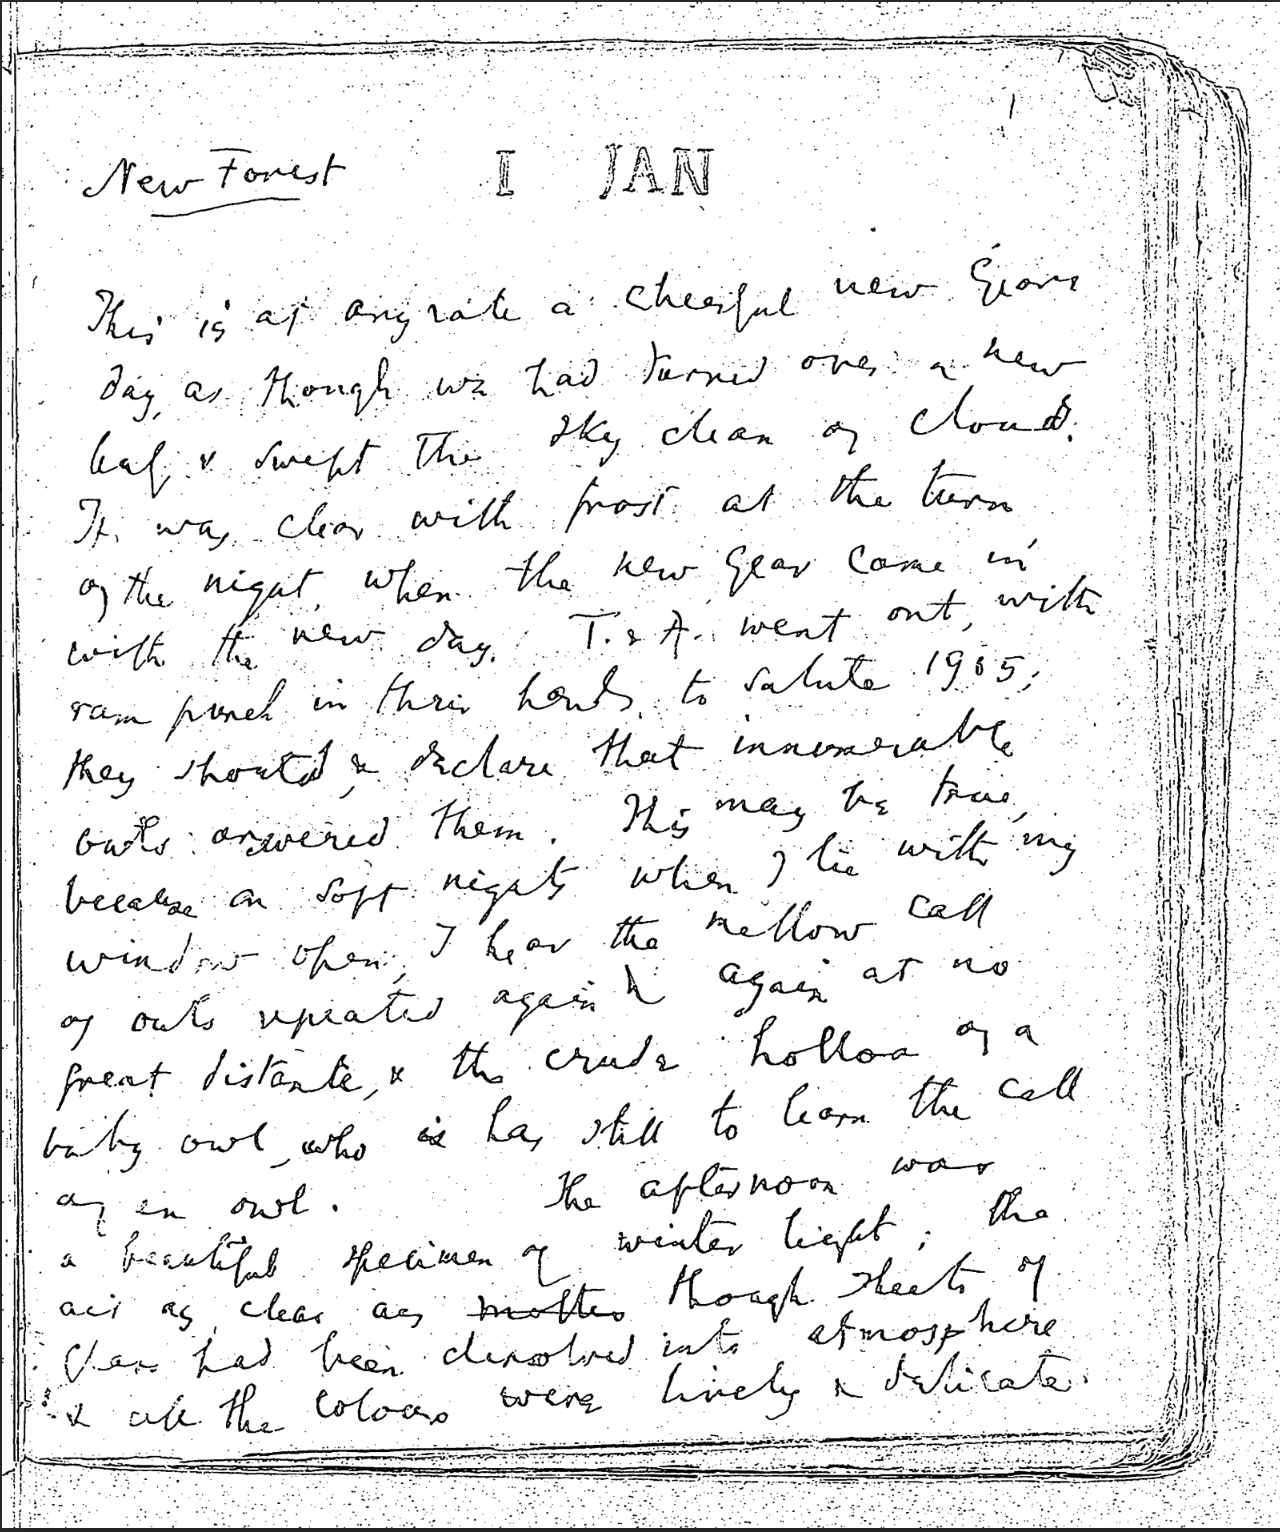 New Forest 1 JAN
This is at any rate a cheerful new years
day, as though we had turned over a new
leaf, & swept the sky clean of cloud.
It was clear with frost at the turn
of the night, when the new year came in
with the new day. T. & A. went out, with
rum punch in their hands, to salute 1905;
they shouted, & declare that innumerable
owls answered them. This may be true,
because on soft nights when I lie with my
window open, I hear the mellow call
of owls repeated again & again at no
great distance, & the crude holloa of a
baby owl, who is has still to learn the call
of an owl. The afternoon was
a beautiful specimen of winter light; the
air as clear as though sheets of
glass had been dissolved into atmosphere
& all the colours were lively & delicate.